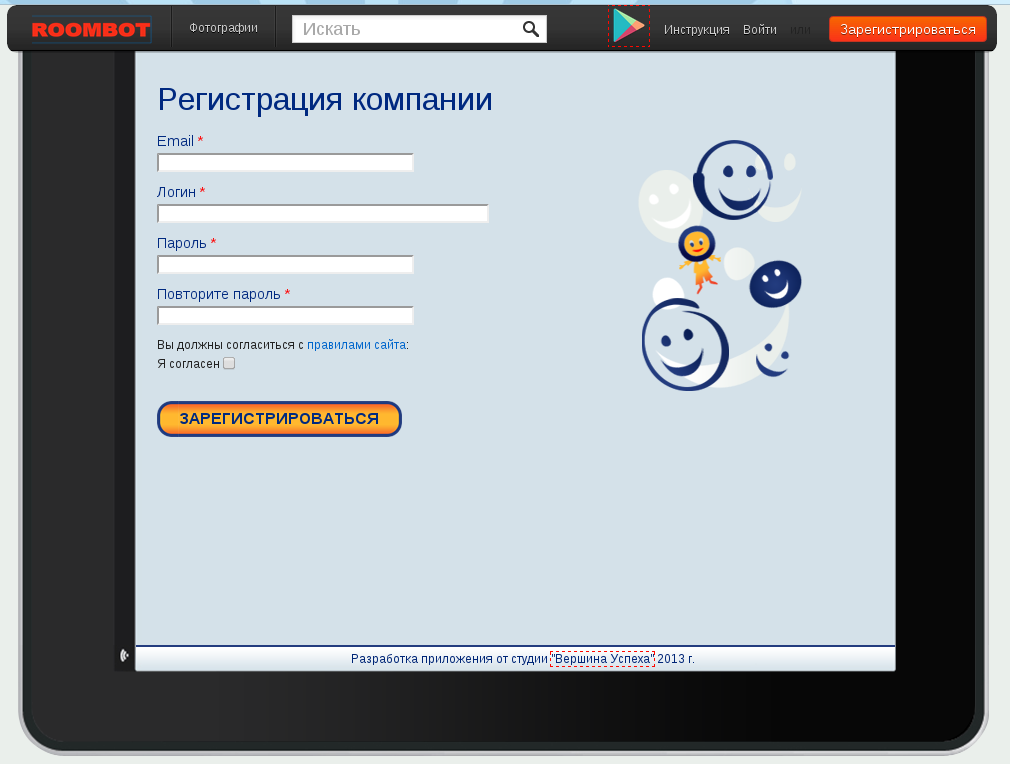 ROOMBOT
Фотографии
Искать
Инструкция Войти или Зарегистрироваться
Регистрация компании
Email *
Логин *
Пароль *
Повторите пароль *
Вы должны согласиться с правилами сайта:
Я согласен
ЗАРЕГИСТРИРОВАТЬСЯ
Разработка приложения от студии "Вершина Успеха" 2013 г.